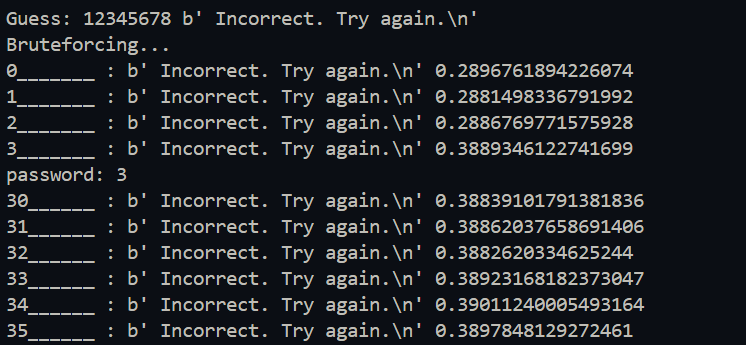 Guess: 12345678 b' Incorrect. Try again.\n'
Bruteforcing...
0_______ : b' Incorrect. Try again.\n' 0.2896761894226074
1_______ : b' Incorrect. Try again.\n' 0.2881498336791992
2_______ : b' Incorrect. Try again.\n' 0.2886769771575928
3_______ : b' Incorrect. Try again.\n' 0.3889346122741699
password: 3
30______ : b' Incorrect. Try again.\n' 0.38839101791381836
31______ : b' Incorrect. Try again.\n' 0.38862037658691406
32______ : b' Incorrect. Try again.\n' 0.3882620334625244
33______ : b' Incorrect. Try again.\n' 0.38923168182373047
34______ : b' Incorrect. Try again.\n' 0.39011240005493164
35______ : b' Incorrect. Try again.\n' 0.3897848129272461